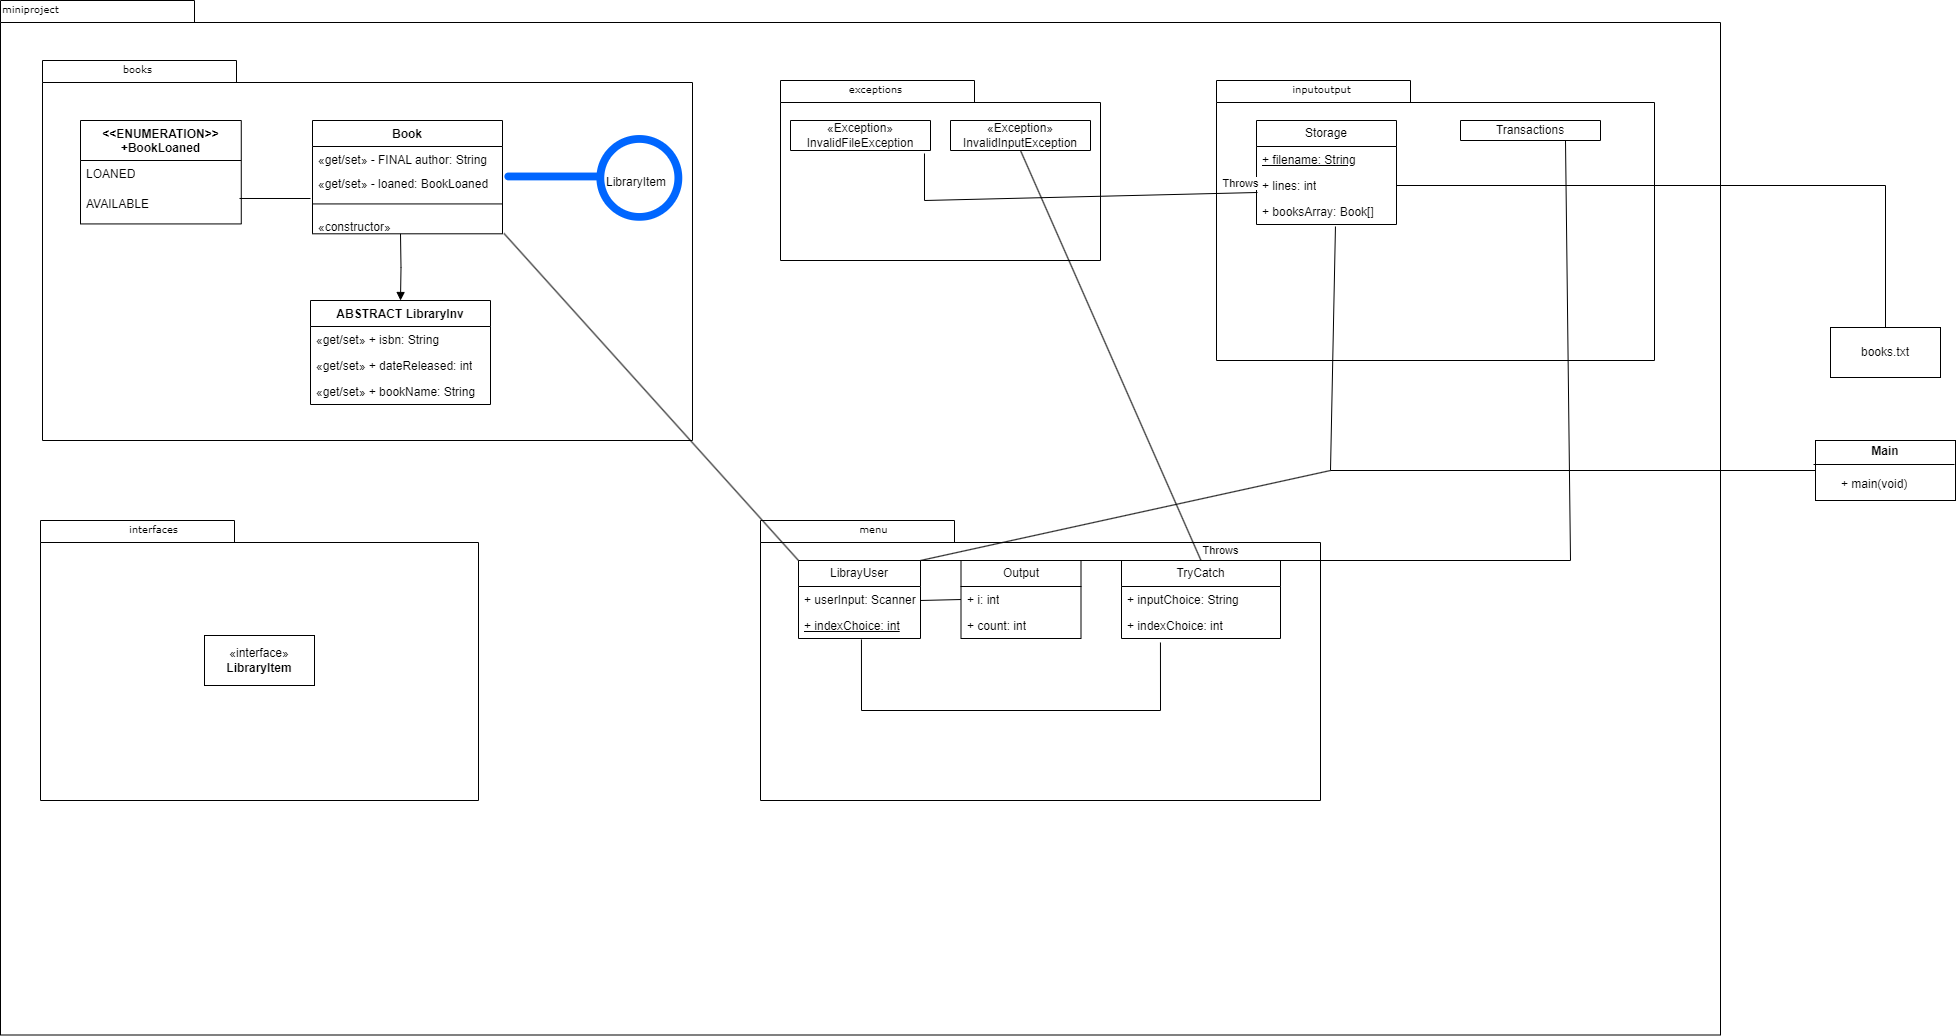 miniproject
books
<<ENUMERATION>>
+BookLoaned
LOANED
AVAILABLE
Book
«get/set» - FINAL author: String
«get/set» - loaned: BookLoaned
«constructor»
LibraryItem
ABSTRACT LibraryInv
«get/set» + isbn: String
«get/set» + dateReleased: int
«get/set» + bookName: String
exceptions
«Exception»
InvalidFileException
«Exception»
InvalidInputException
inputoutput
Storage
+ filename: String
+ lines: int
+ booksArray: Book[]
Throws
Transactions
books.txt
Main
+ main(void)
interfaces
«interface»
LibraryItem
menu
Throws
LibrayUser
+ userInput: Scanner
+ indexChoice: int
Output
+ i: int
+ count: int
TryCatch
+ inputChoice: String
+ indexChoice: int